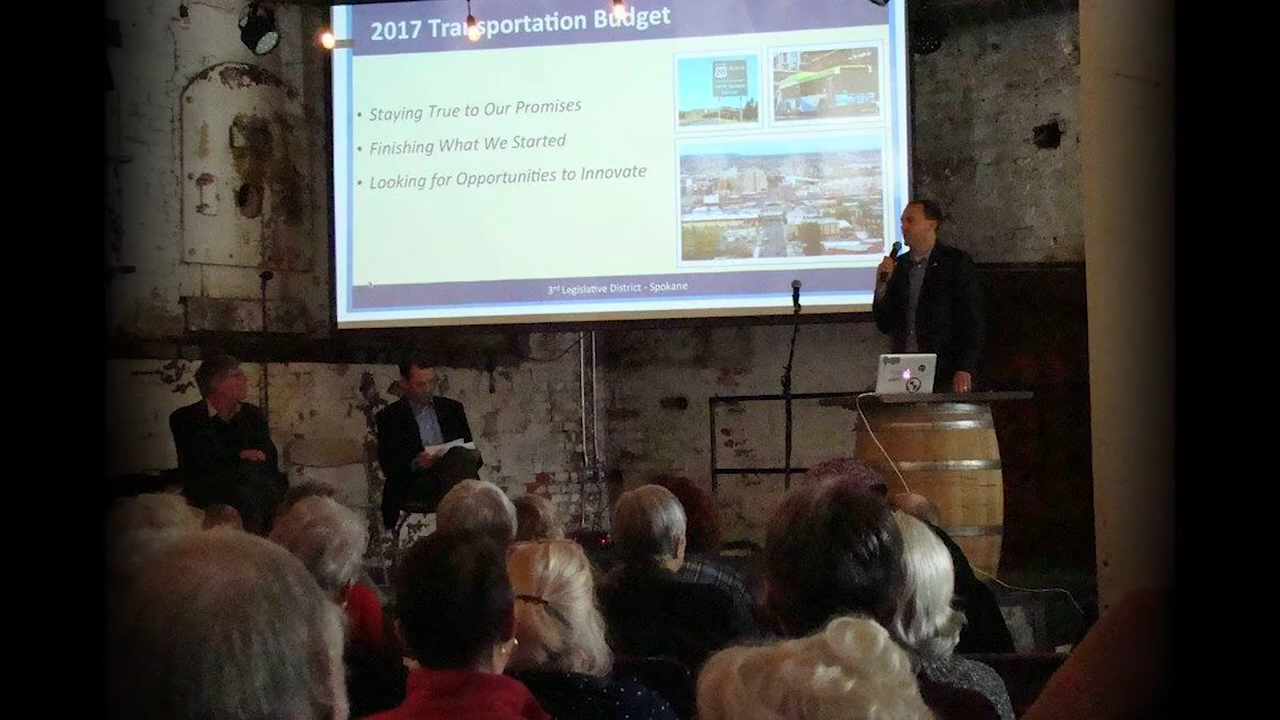 2017 Transportation Budget
• Staying True to Our Promises
• Finishing What We Started
• Looking for Opportunities to Innovate
3rd Legislative District - Spokane